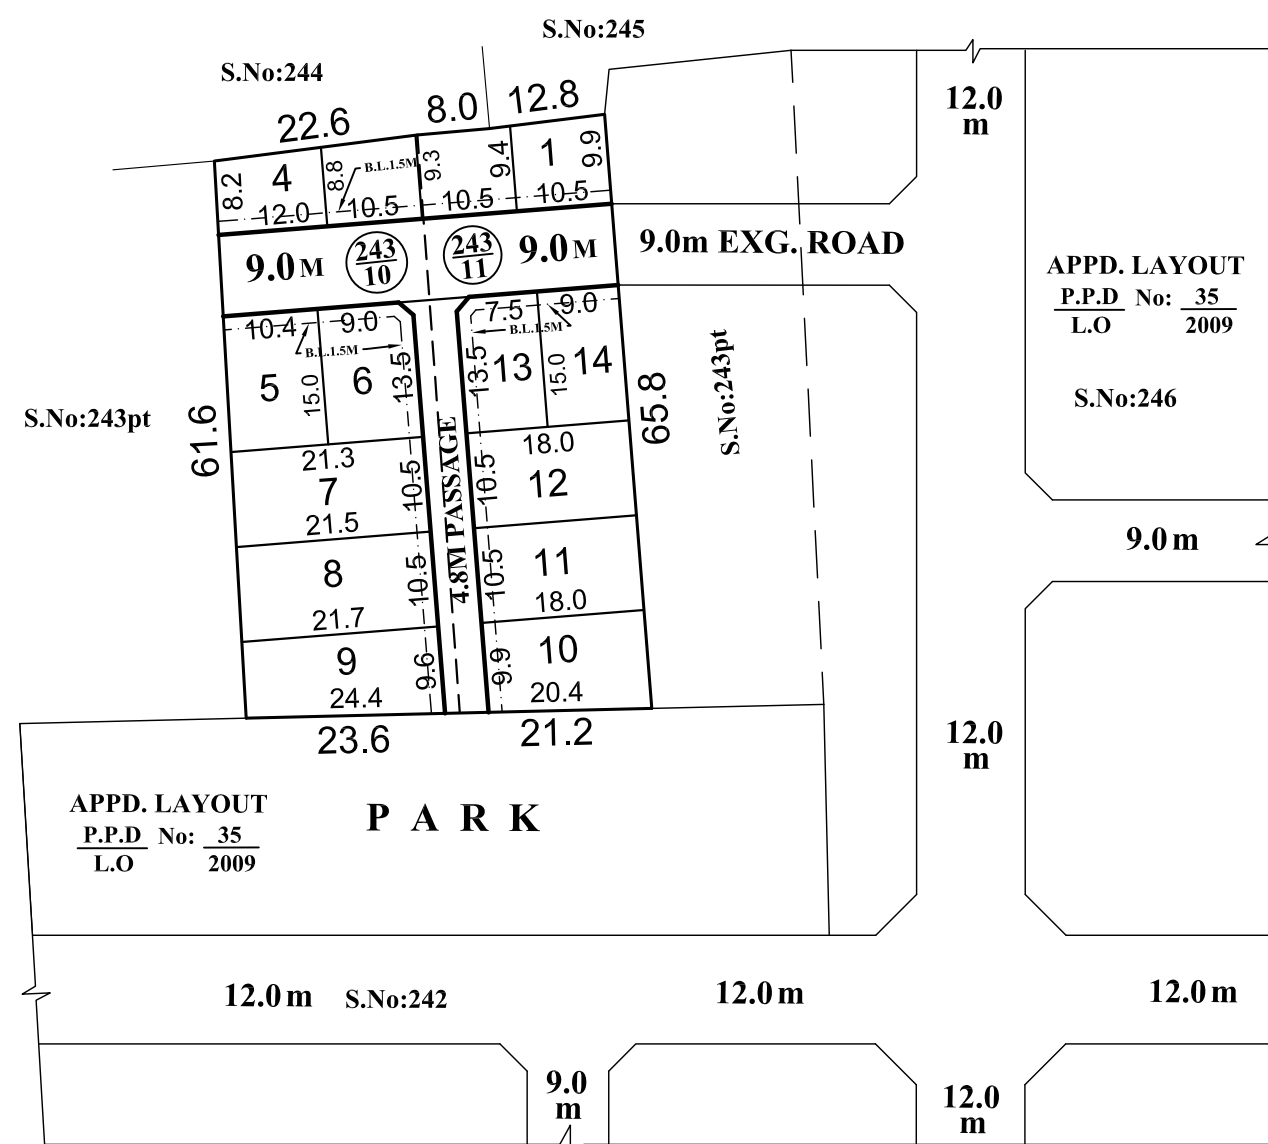 S.No:245
S.No:244
22.6
8.0
12.8
12.0
m
8.2
4
8.8
B.L.1.5M
9.3
9.4
1
9.9
12.0
10.5
10.5
10.5
9.0 M
243
10
243
11
9.0 M
9.0m EXG. ROAD
APPD. LAYOUT
P.P.D No: 35
L.O 2009
10.4
9.0
7.5
9.0
B.L.1.5M
B.L.1.5M
5
15.0
6
13.5
13.5
13
15.0
14
S.No:243pt
61.6
65.8
S.No:243pt
S.No:246
21.3
18.0
7
10.5
4.8M PASSAGE
10.5
12
21.5
9.0 m
8
10.5
10.5
11
21.7
18.0
9
9.6
9.9
10
24.4
20.4
23.6
21.2
12.0
m
APPD. LAYOUT
P.P.D No: 35
L.O 2009
P A R K
12.0 m
S.No:242
12.0 m
12.0 m
9.0
m
12.0
m